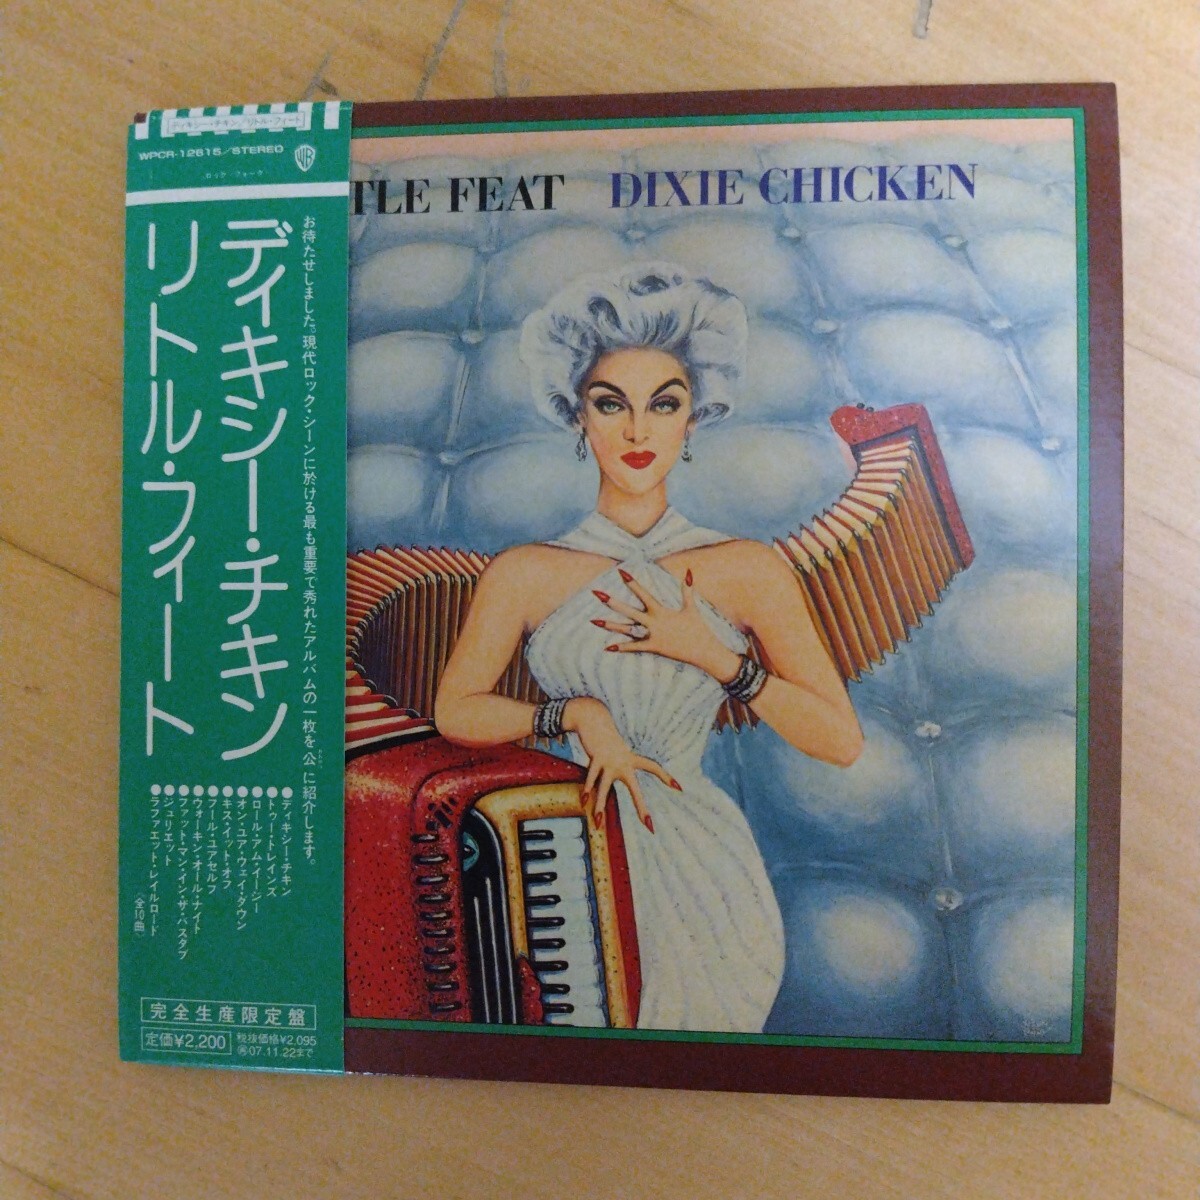 ディキシー・チキン/リトル・フィート
WPCR-12615/STEREO
WB
ロック・フォーク
ディキシー・チキン
リトル・フィート
お待たせしました。現代ロック・シーンに於ける最も重要で秀れたアルバムの一枚を公に紹介します。
●ディキシー・チキン
●トゥー・トレインズ
●ロール・アム・イージー
●オン・ユア・ウェイ・ダウン
●キス・イット・オフ
●フール・ユアセルフ
●ウォーキン・オール・ナイト
●ファット・マン・イン・ザ・バスタブ
●ジュリエット
●ラファエット・レイルロード
〈全10曲〉
完全生産限定盤
定価¥2,200
税抜価格¥2,095
07.11.22まで
TLE FEAT DIXIE CHICKEN